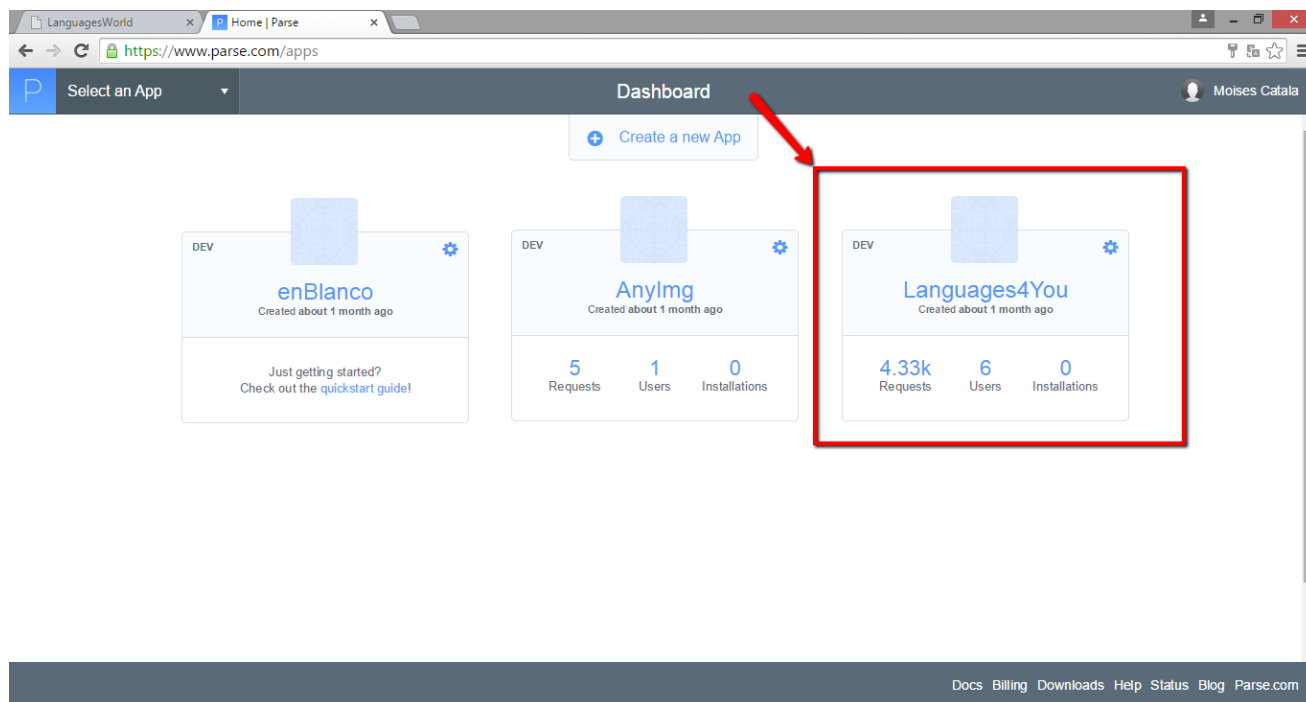 LanguagesWorld
P Home | Parse
https://www.parse.com/apps
P Select an App Dashboard Moises Catala
Create a new App
DEV
enBlanco
Created about 1 month ago
Just getting started?
Check out the quickstart guide!
DEV
AnyImg
Created about 1 month ago
5 1 0
Requests Users Installations
DEV
Languages4You
Created about 1 month ago
4.33k 6 0
Requests Users Installations
Docs Billing Downloads Help Status Blog Parse.com